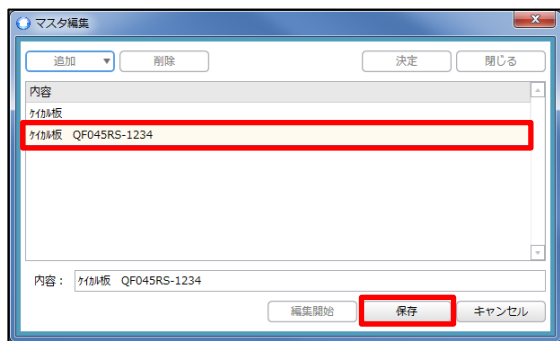 マスタ編集
追加 ▼ 削除 決定 閉じる
内容
ｹｲｶﾙ板
ｹｲｶﾙ板 QF045RS-1234
内容： ｹｲｶﾙ板 QF045RS-1234
編集開始 保存 キャンセル